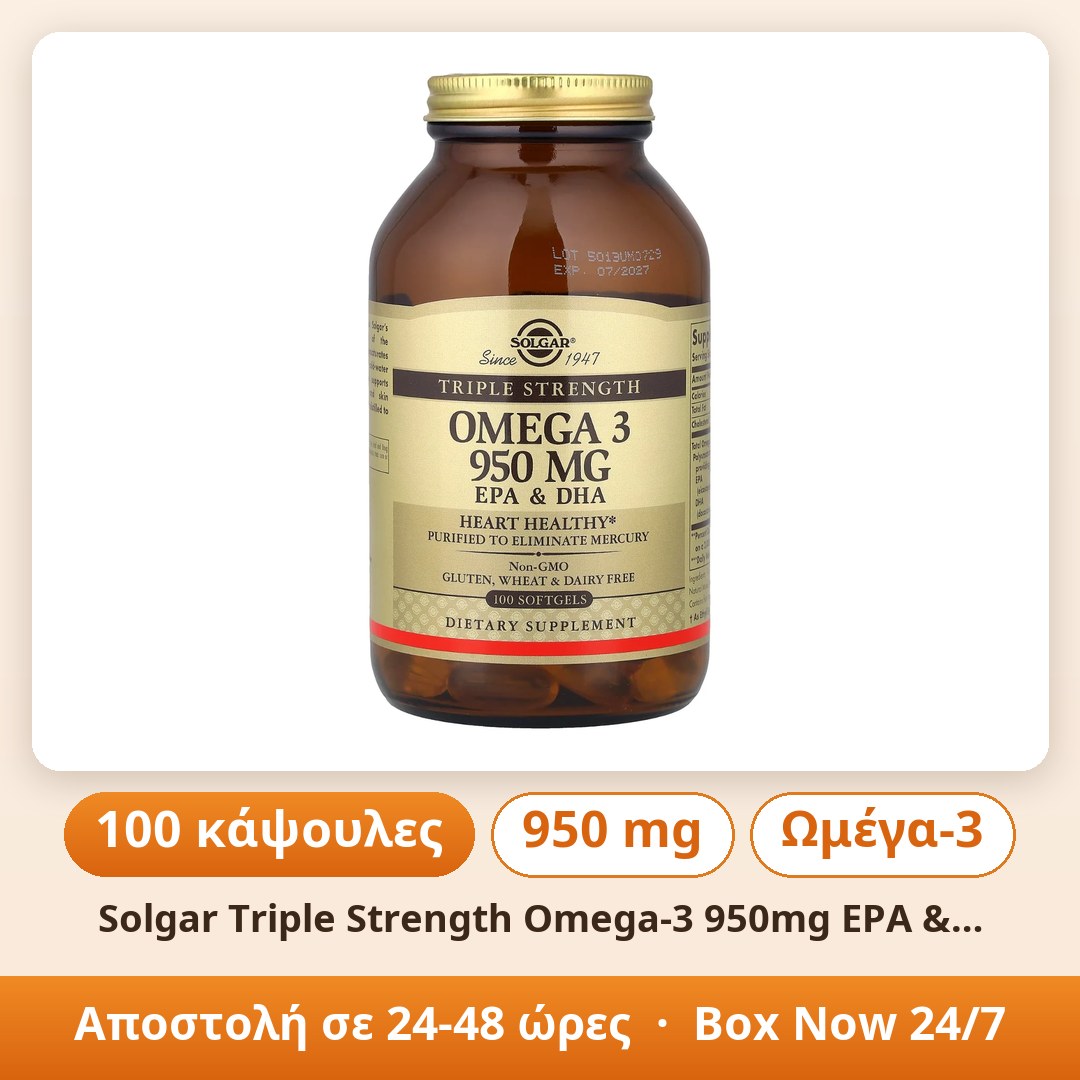 LOT 5013UM0729
EXP. 07/2027
SOLGAR®
Since 1947
TRIPLE STRENGTH
OMEGA 3
950 MG
EPA & DHA
HEART HEALTHY*
PURIFIED TO ELIMINATE MERCURY
Non-GMO
GLUTEN, WHEAT & DAIRY FREE
100 SOFTGELS
DIETARY SUPPLEMENT
100 κάψουλες
950 mg
Ωμέγα-3
Solgar Triple Strength Omega-3 950mg EPA &...
Αποστολή σε 24-48 ώρες · Box Now 24/7